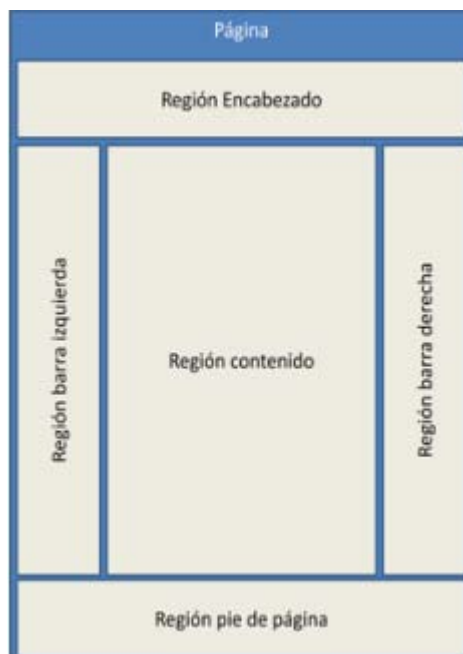 Página
Región Encabezado
Región barra izquierda
Región contenido
Región barra derecha
Región pie de página